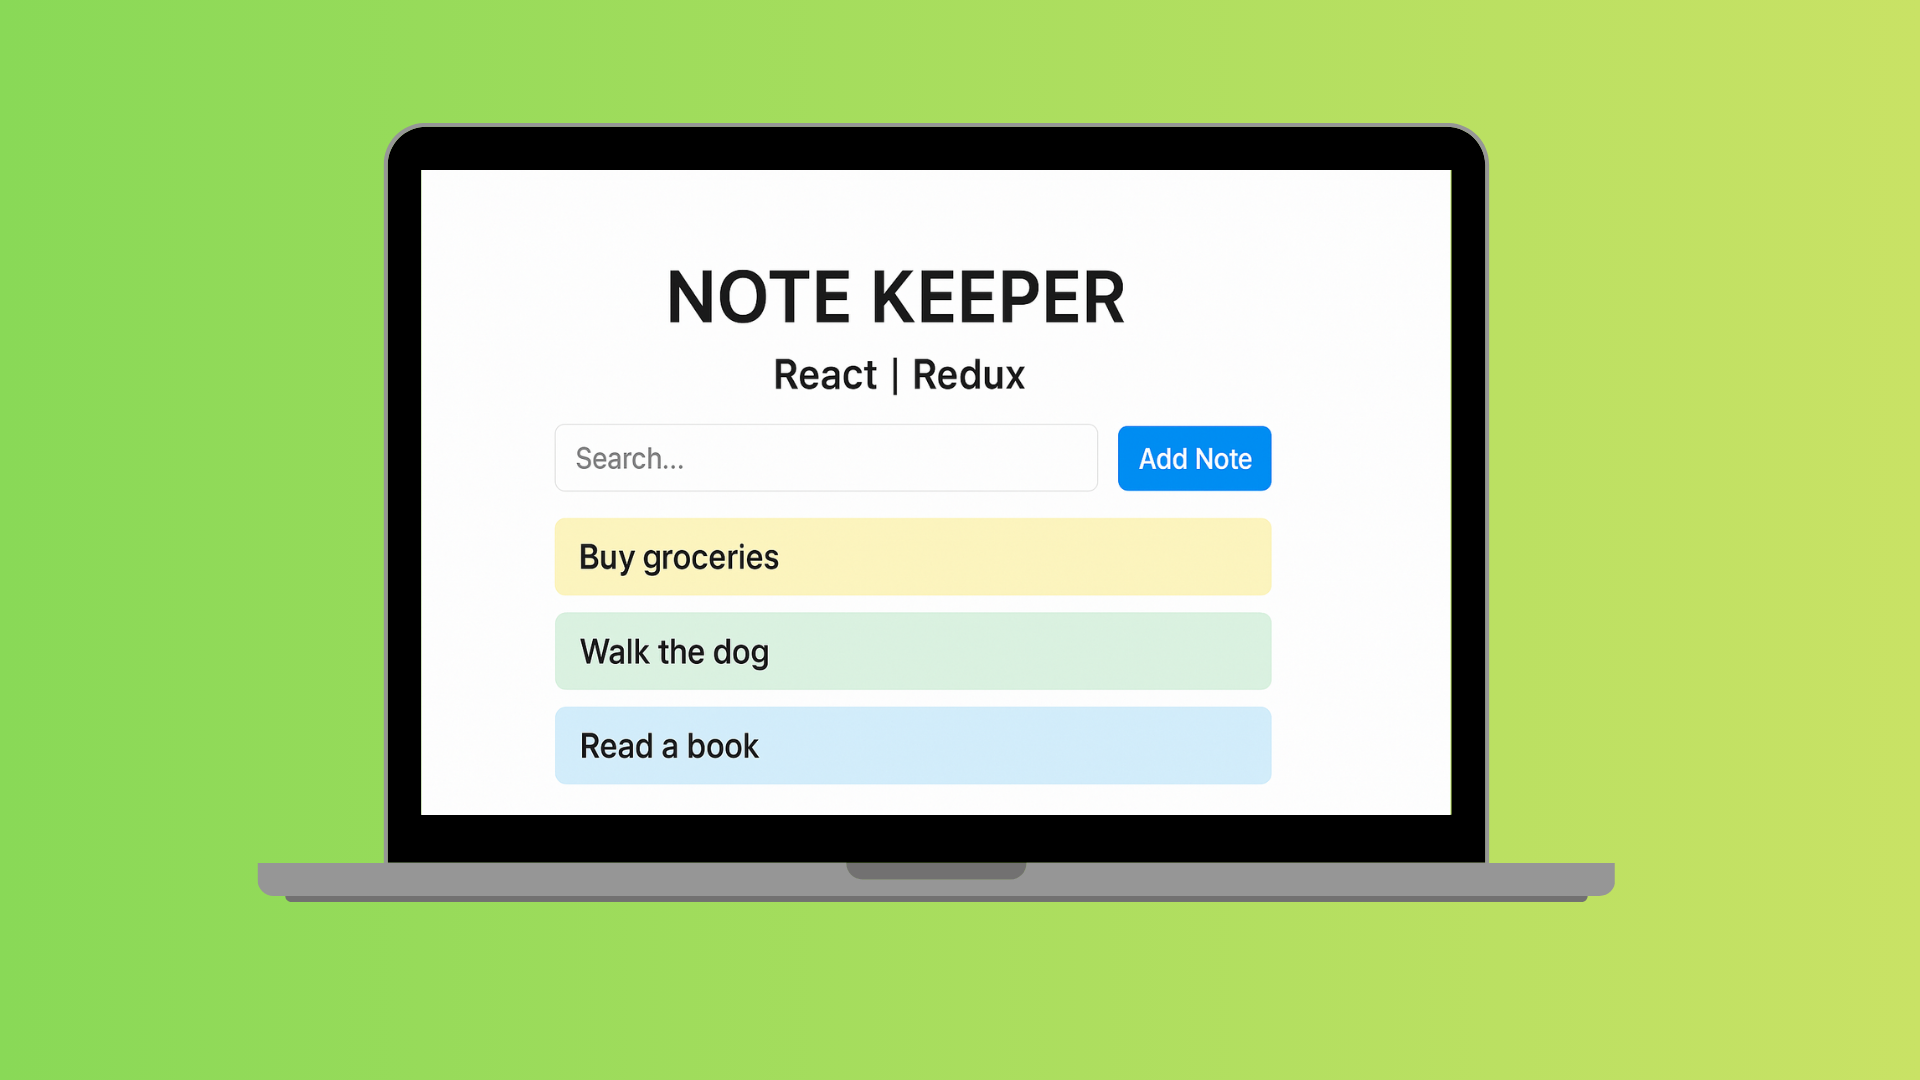 NOTE KEEPER
React | Redux
Search...
Add Note
Buy groceries
Walk the dog
Read a book